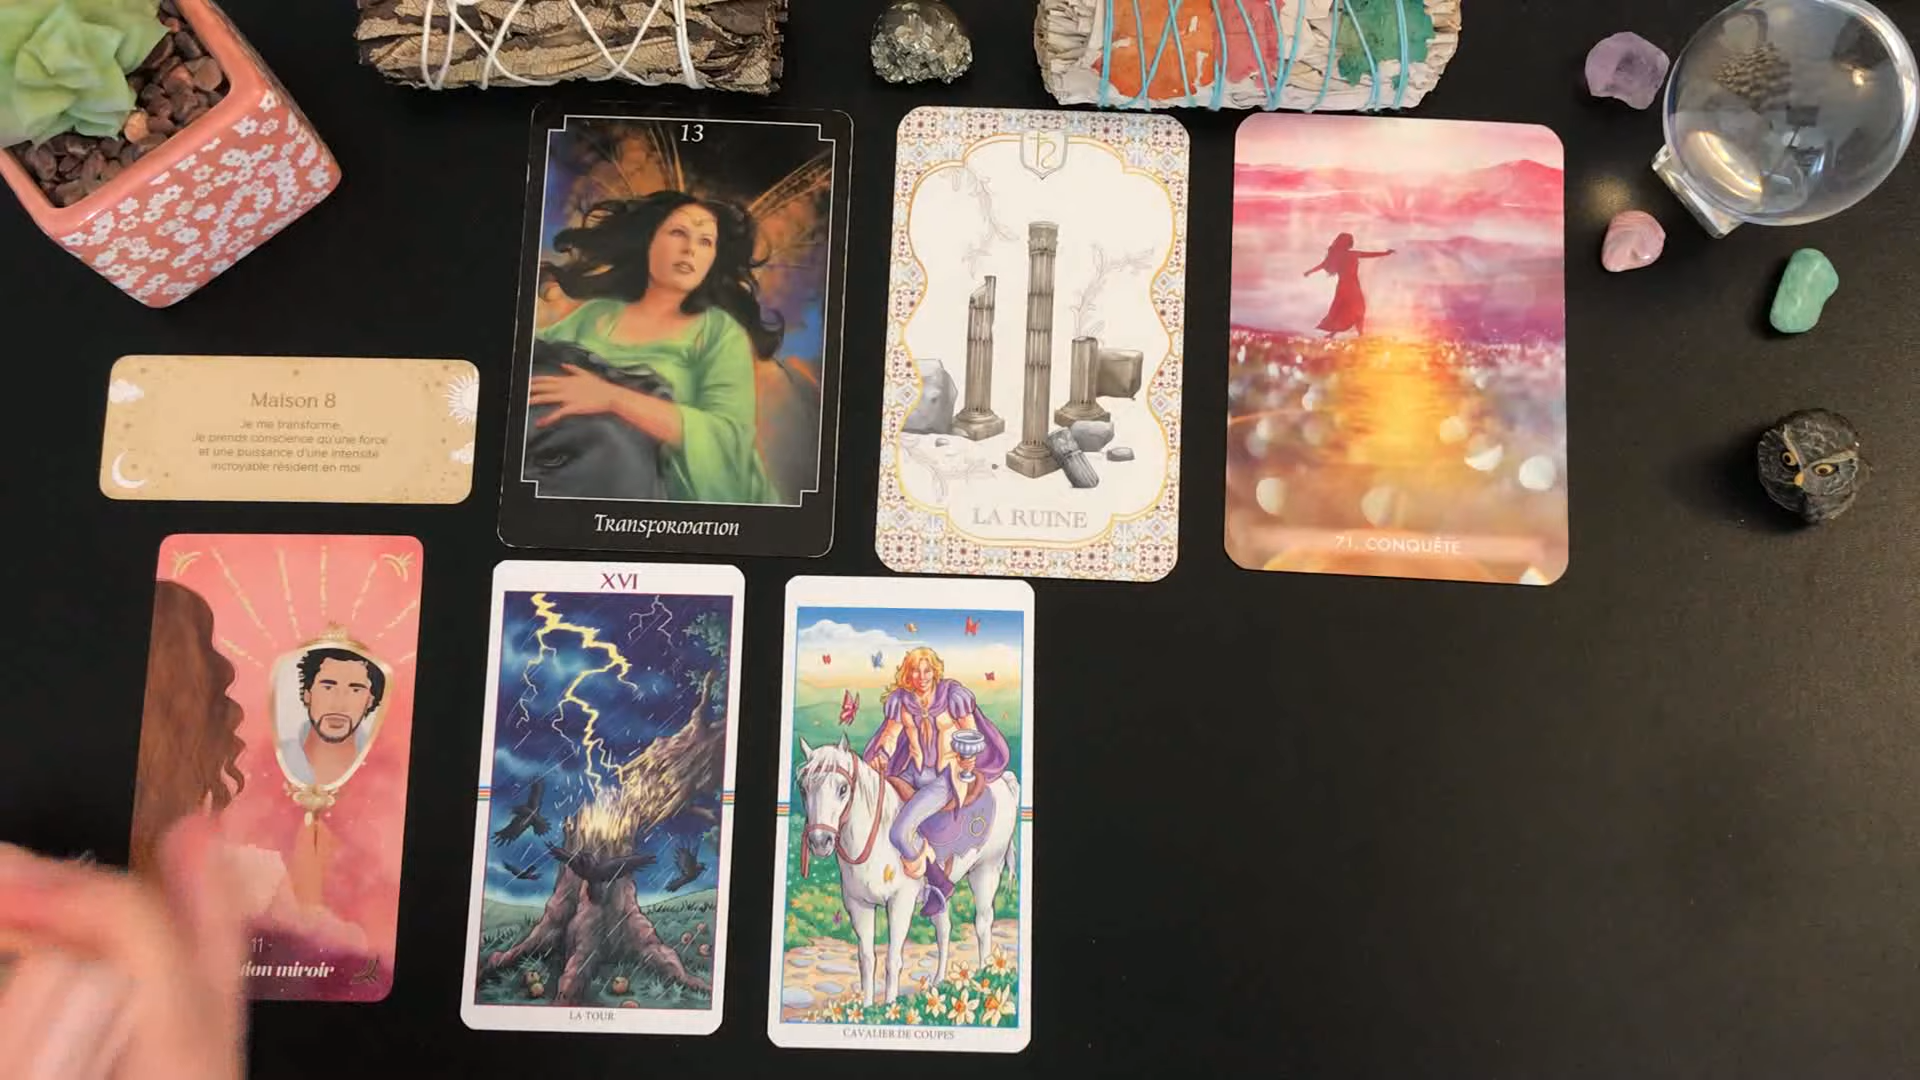 13
Transformation
LA RUINE
71. CONQUÊTE
Maison 8
Je me transforme.
Je prends conscience qu'une force
et une puissance d'une intensité
incroyable résident en moi.
11
miroir
XVI
LA TOUR
CAVALIER DE COUPES